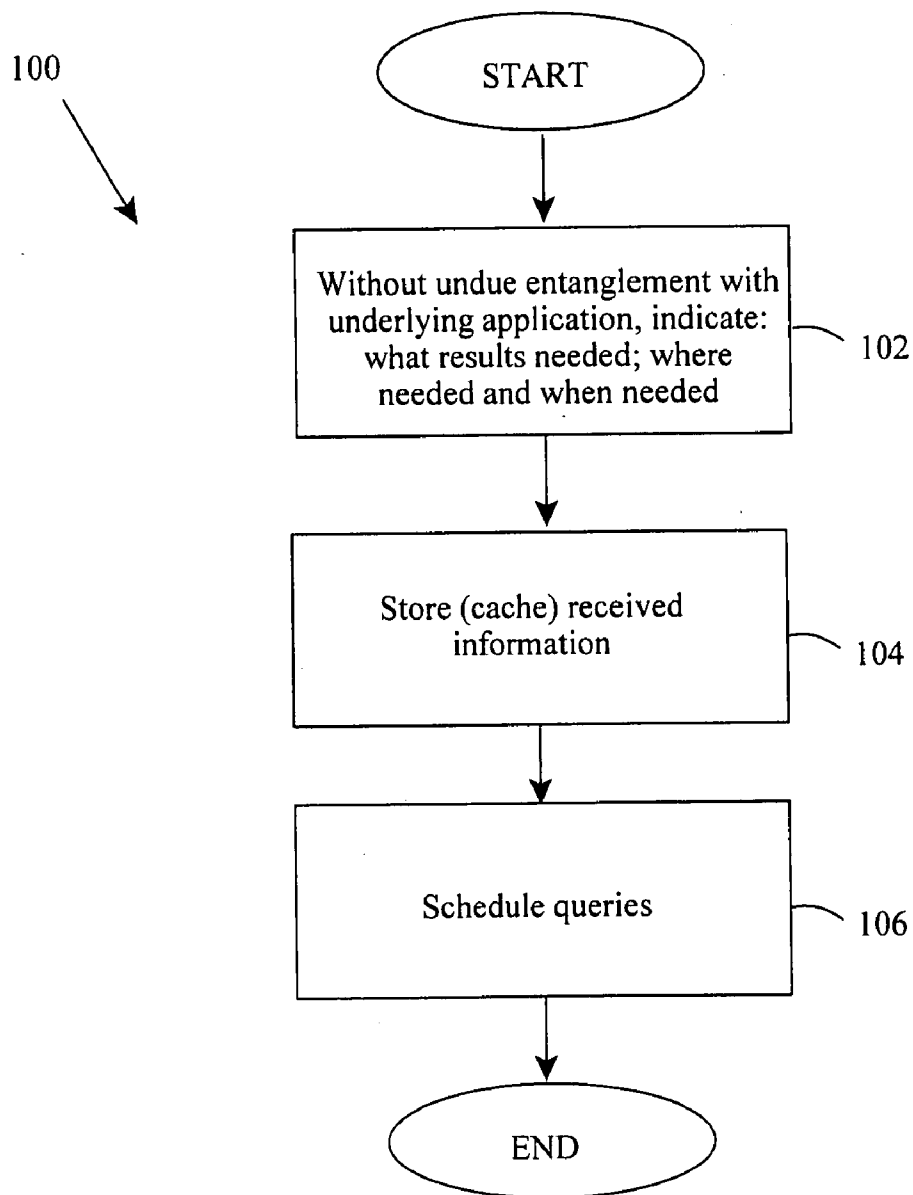 100
START
Without undue entanglement with
underlying application, indicate:
what results needed; where
needed and when needed
102
Store (cache) received
information
104
Schedule queries
106
END